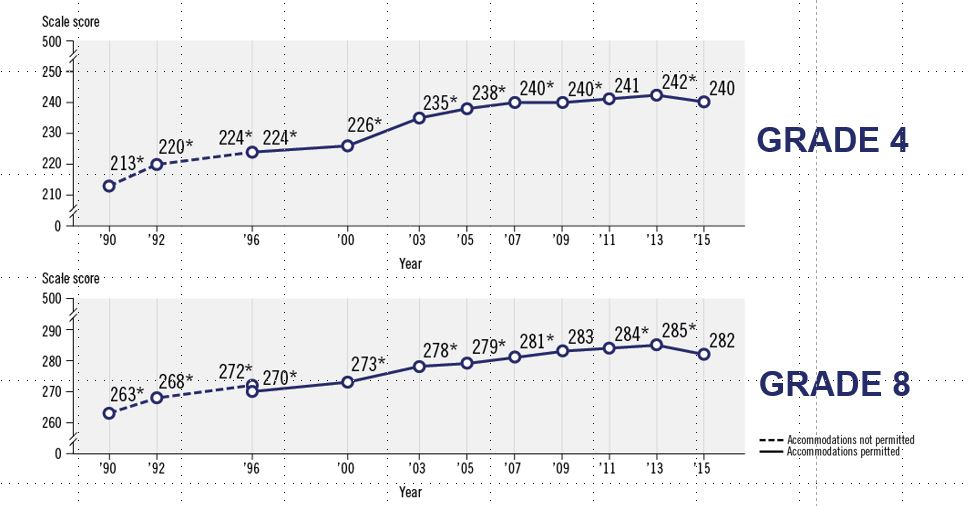 Scale score
500
250
240
230
220
210
0
213* 220* 224* 224* 226* 235* 238* 240* 240* 241 242* 240
'90 '92 '96 '00 '03 '05 '07 '09 '11 '13 '15
Year
GRADE 4
Scale score
500
290
280
270
260
0
263* 268* 272* 270* 273* 278* 279* 281* 283 284* 285* 282
'90 '92 '96 '00 '03 '05 '07 '09 '11 '13 '15
Year
GRADE 8
Accommodations not permitted
Accommodations permitted